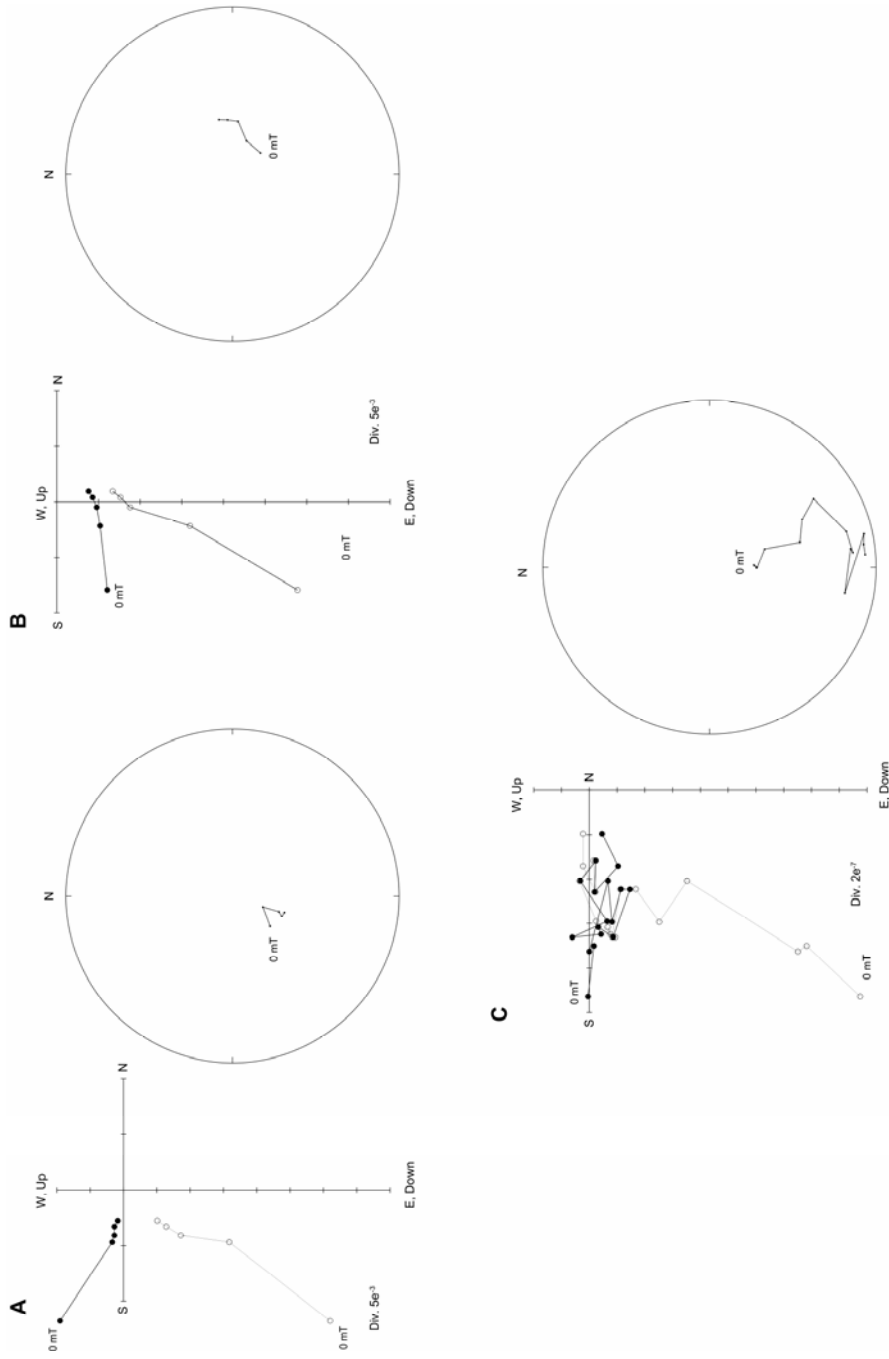 A
W, Up
N
S
E, Down
0 mT
0 mT
Div. 5e⁻³
N
0 mT
B
W, Up
N
S
E, Down
0 mT
0 mT
Div. 5e⁻³
N
0 mT
C
W, Up
N
S
E, Down
0 mT
0 mT
Div. 2e⁻⁷
N
0 mT